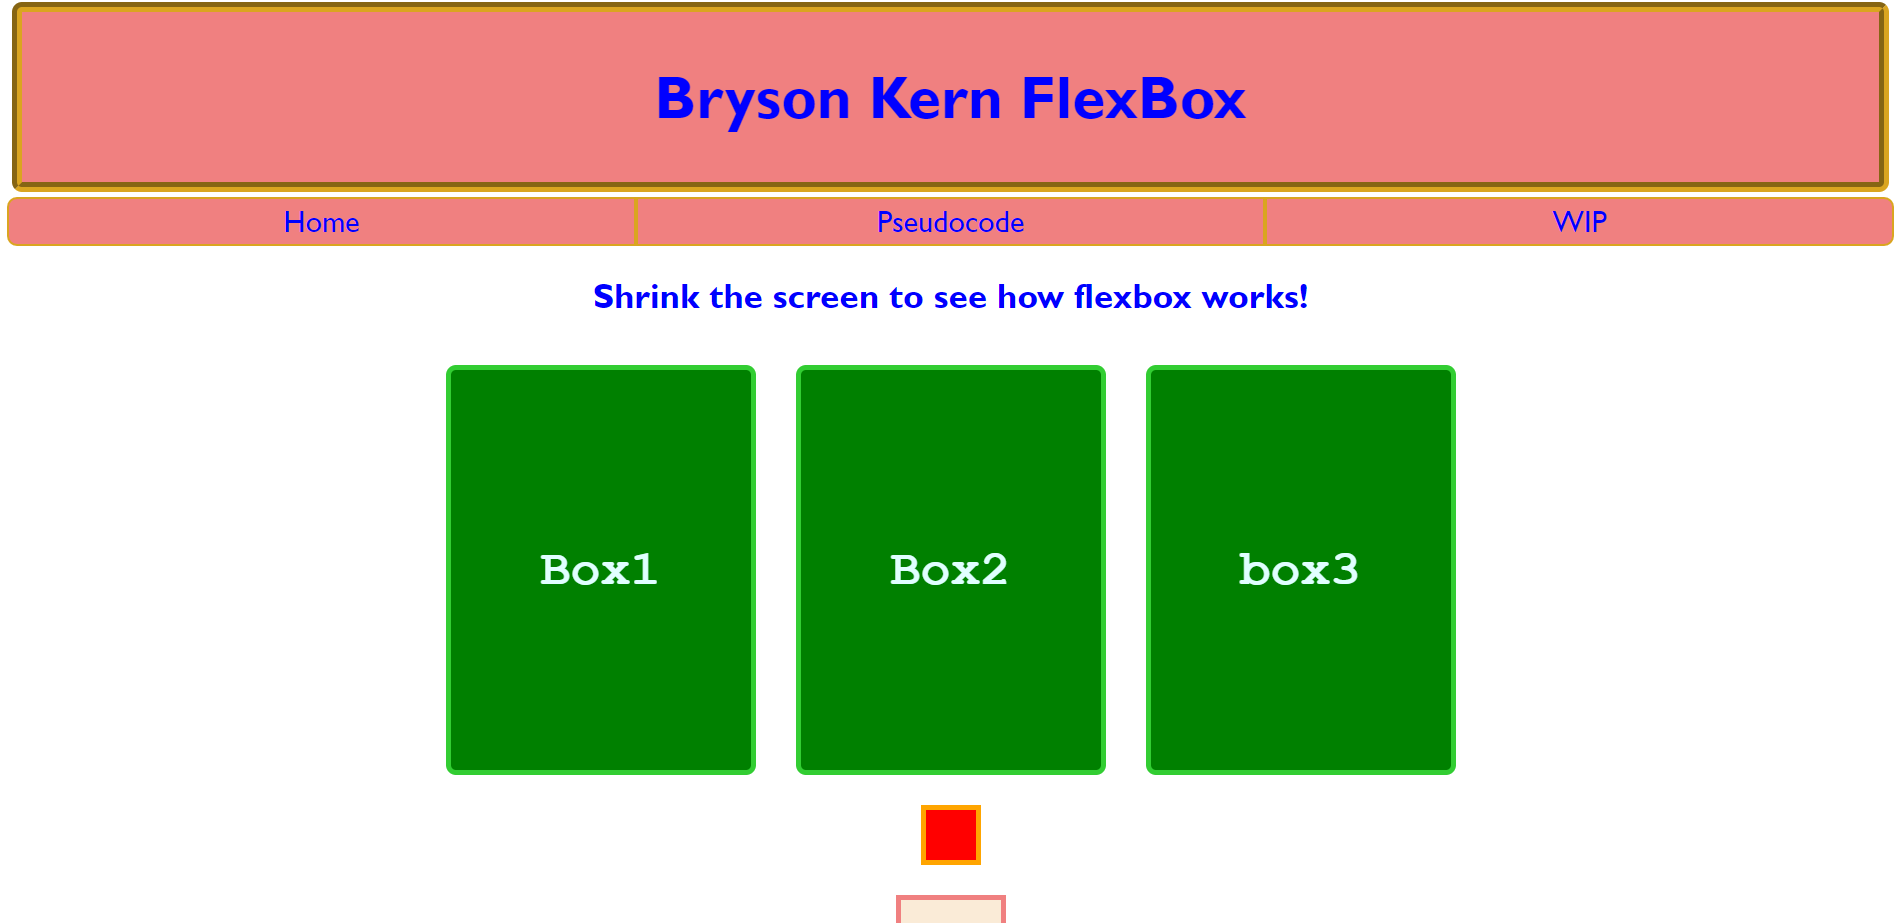 Bryson Kern FlexBox
Home Pseudocode WIP
Shrink the screen to see how flexbox works!
Box1 Box2 box3